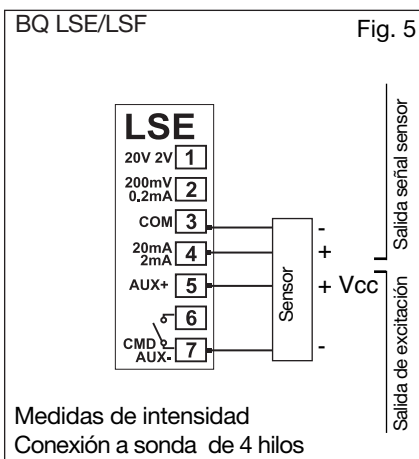 BQ LSE/LSF
Fig. 5
LSE
20V 2V 1
200mV
0.2mA 2
COM 3
20mA
2mA 4
AUX+ 5
6
CMD
AUX- 7
Sensor
-
+
+ Vcc
-
Salida señal sensor
Salida de excitación
Medidas de intensidad
Conexión a sonda de 4 hilos